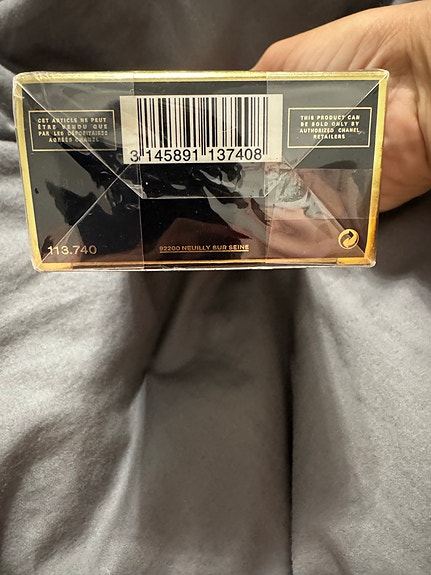 CET ARTICLE NE PEUT
ÊTRE VENDU QUE
PAR LES DÉPOSITAIRES
AGRÉÉS CHANEL
3 145891 137408
THIS PRODUCT CAN
BE SOLD ONLY BY
AUTHORIZED CHANEL
RETAILERS
113.740
92200 NEUILLY SUR SEINE